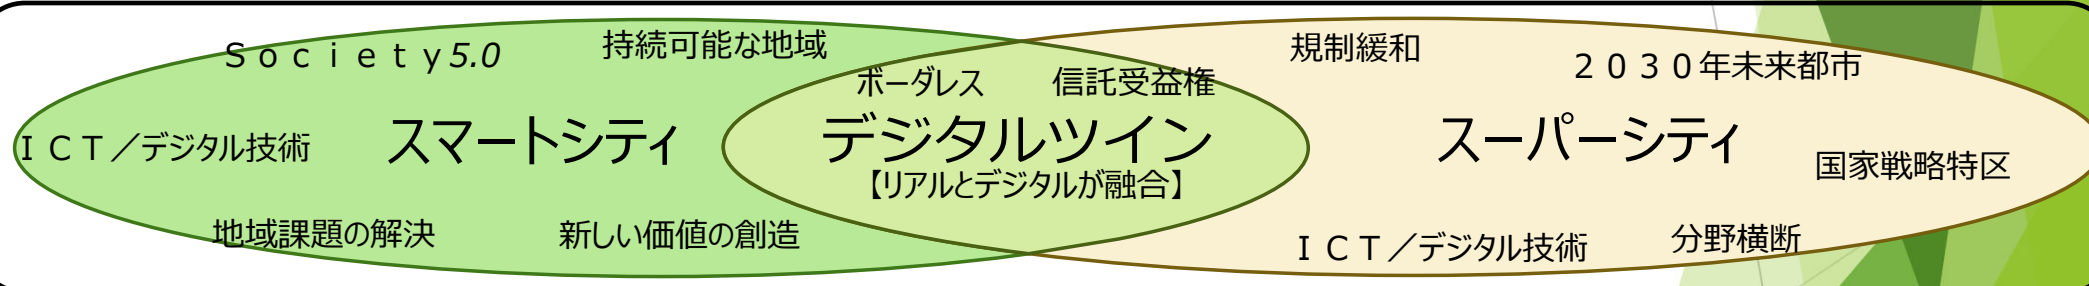 Ｓｏｃｉｅｔｙ5.0
持続可能な地域
ＩＣＴ／デジタル技術
スマートシティ
地域課題の解決
新しい価値の創造
ボーダレス
信託受益権
デジタルツイン
【リアルとデジタルが融合】
規制緩和
２０３０年未来都市
スーパーシティ
国家戦略特区
ＩＣＴ／デジタル技術
分野横断